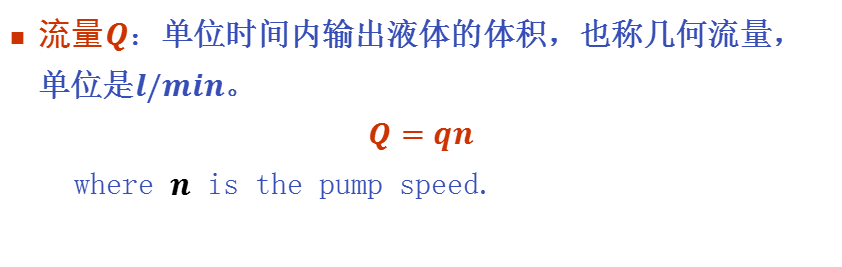 流量Q：单位时间内输出液体的体积，也称几何流量，
单位是l/min。
Q = qn
where n is the pump speed.